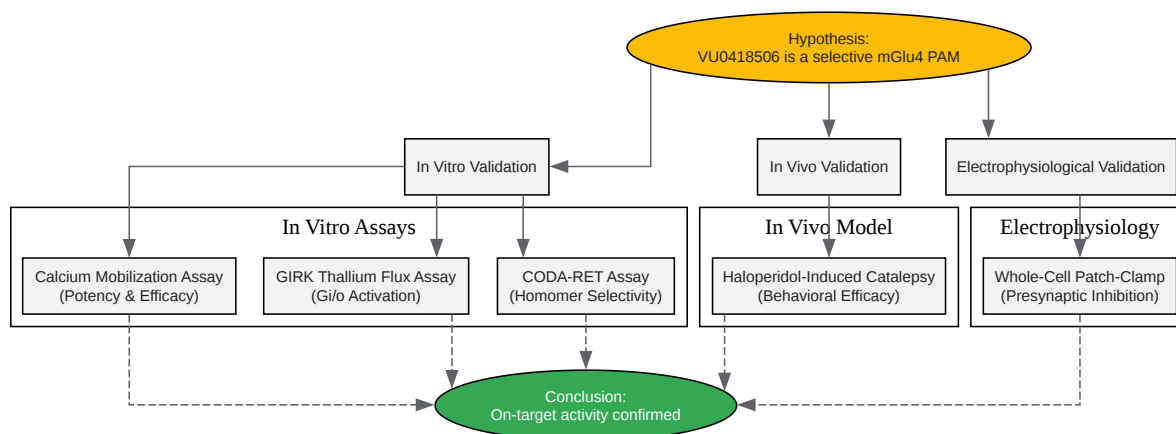 Hypothesis:
VU0418506 is a selective mGlu4 PAM
In Vitro Validation
In Vivo Validation
Electrophysiological Validation
In Vitro Assays
In Vivo Model
Electrophysiology
Calcium Mobilization Assay
(Potency & Efficacy)
GIRK Thallium Flux Assay
(Gi/o Activation)
CODA-RET Assay
(Homomer Selectivity)
Haloperidol-Induced Catalepsy
(Behavioral Efficacy)
Whole-Cell Patch-Clamp
(Presynaptic Inhibition)
Conclusion:
On-target activity confirmed